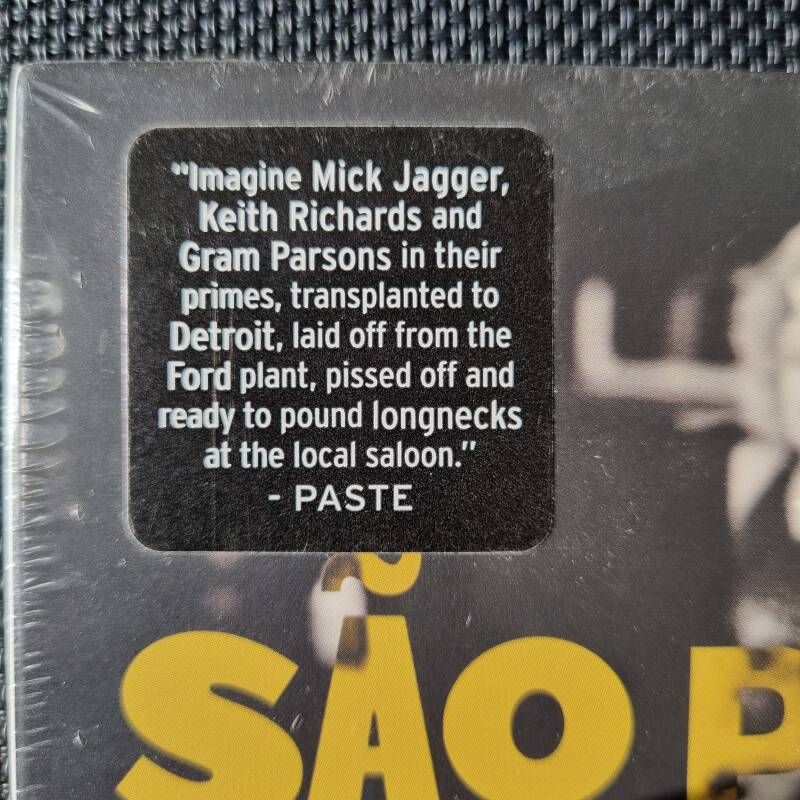 “Imagine Mick Jagger,
Keith Richards and
Gram Parsons in their
primes, transplanted to
Detroit, laid off from the
Ford plant, pissed off and
ready to pound longnecks
at the local saloon.”
- PASTE
SÃO P